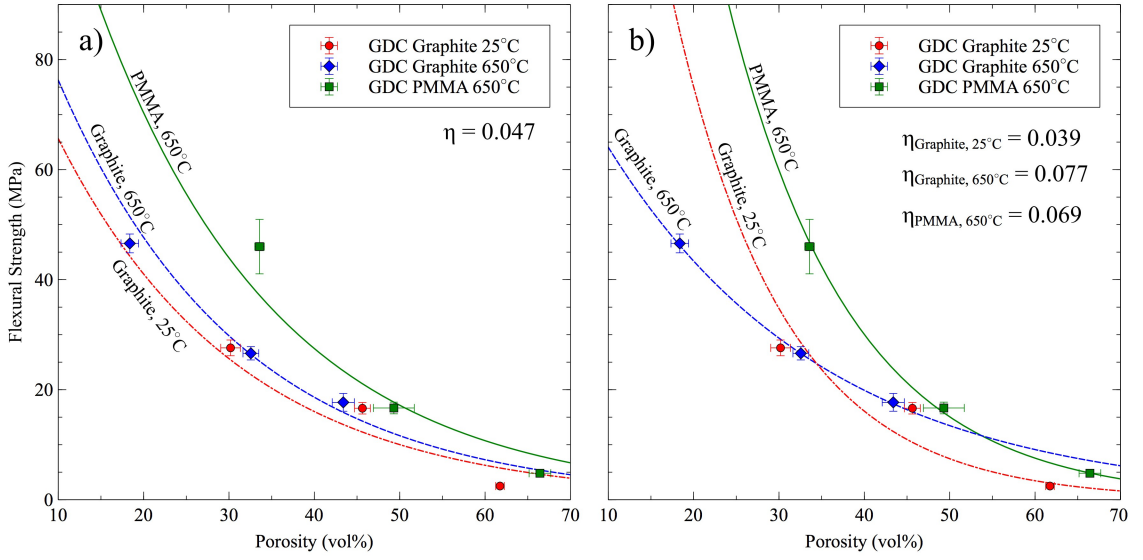 a)
GDC Graphite 25°C
GDC Graphite 650°C
GDC PMMA 650°C
η = 0.047
PMMA, 650°C
Graphite, 650°C
Graphite, 25°C
Flexural Strength (MPa)
80
60
40
20
0
10 20 30 40 50 60 70
Porosity (vol%)
b)
GDC Graphite 25°C
GDC Graphite 650°C
GDC PMMA 650°C
ηGraphite, 25°C = 0.039
ηGraphite, 650°C = 0.077
ηPMMA, 650°C = 0.069
PMMA, 650°C
Graphite, 25°C
Graphite, 650°C
10 20 30 40 50 60 70
Porosity (vol%)